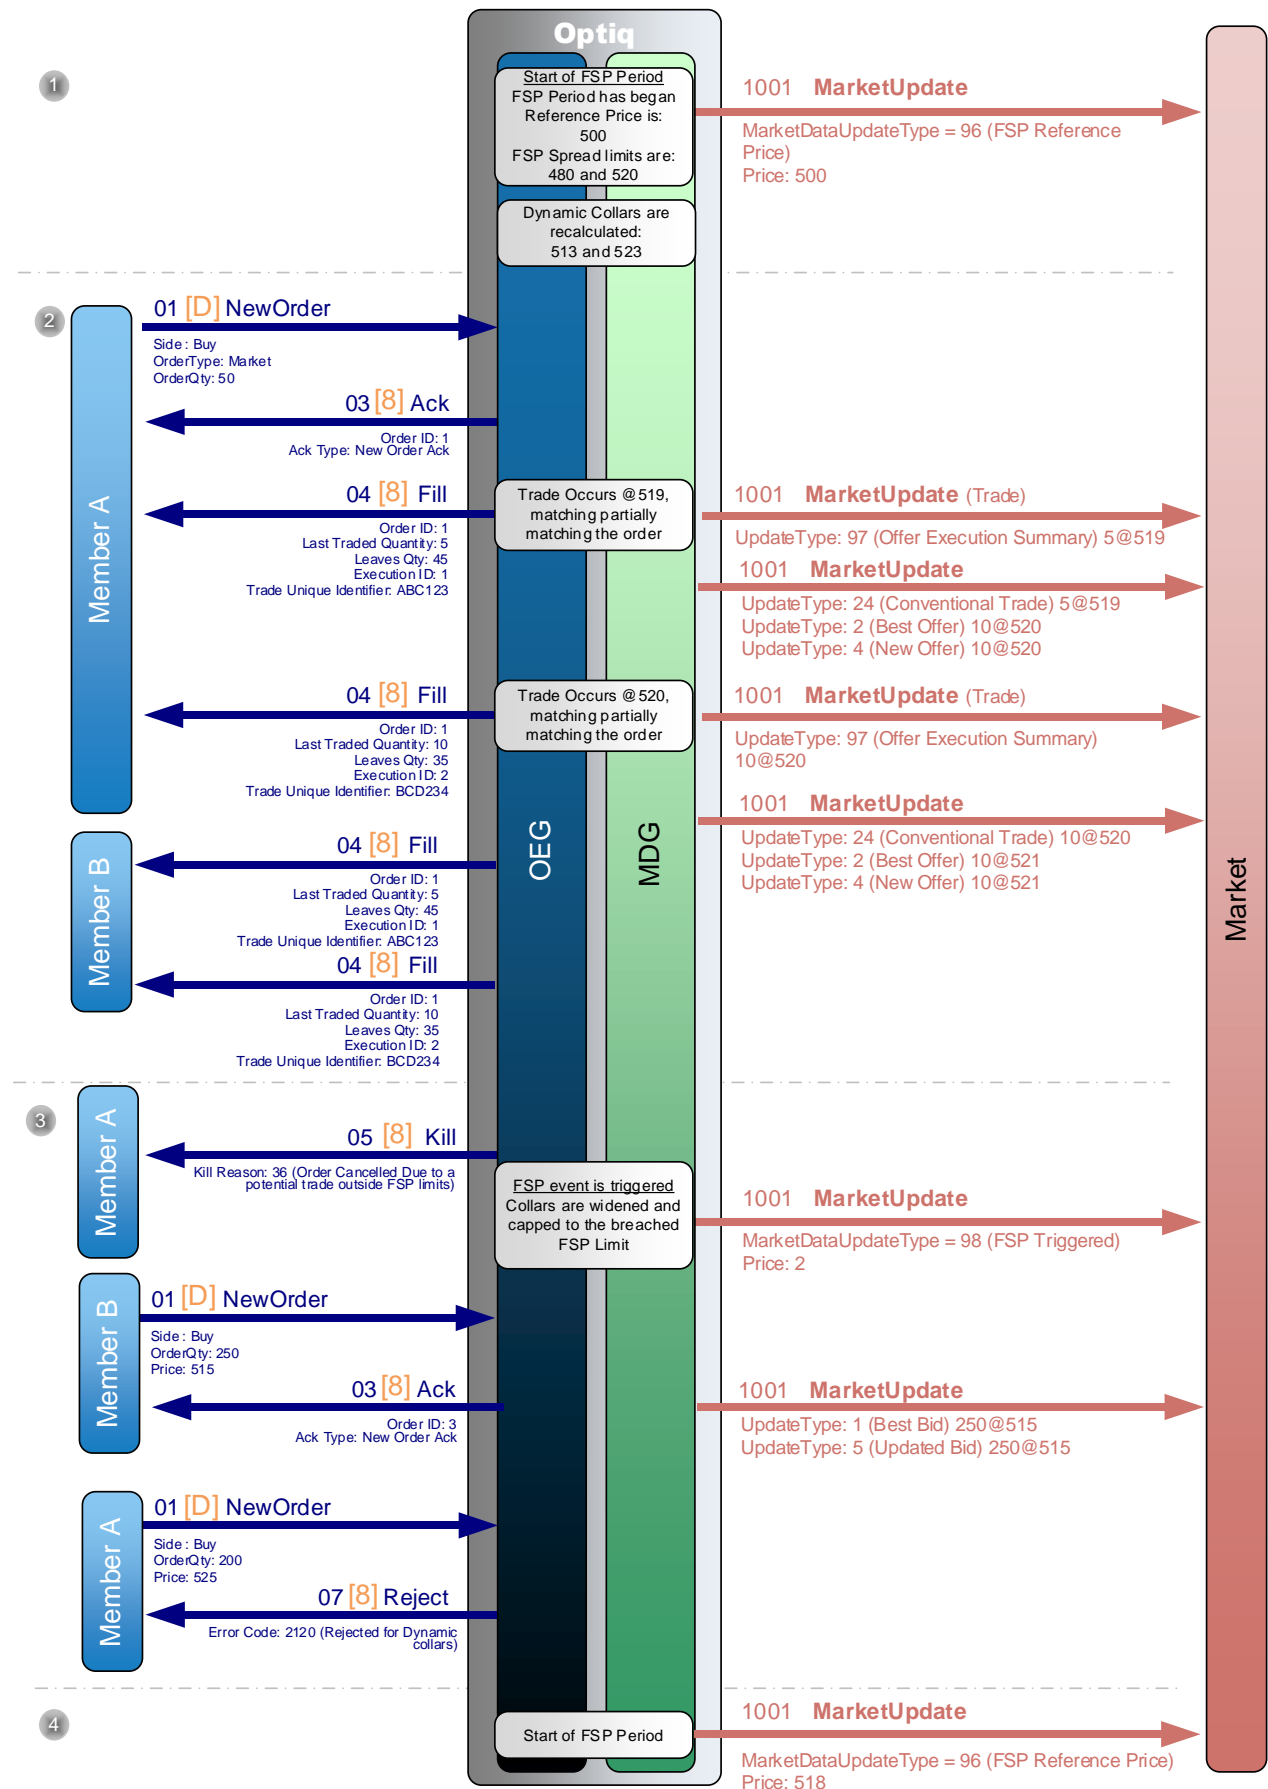 Optiq
1
Start of FSP Period
FSP Period has began
Reference Price is:
500
FSP Spread limits are:
480 and 520
1001 MarketUpdate
MarketDataUpdateType = 96 (FSP Reference
Price)
Price: 500
Dynamic Collars are
recalculated:
513 and 523
2
Member A
01 [D] NewOrder
Side : Buy
OrderType: Market
OrderQty: 50
03 [8] Ack
Order ID: 1
Ack Type: New Order Ack
04 [8] Fill
Order ID: 1
Last Traded Quantity: 5
Leaves Qty: 45
Execution ID: 1
Trade Unique Identifier: ABC123
Trade Occurs @519,
matching partially
matching the order
1001 MarketUpdate (Trade)
UpdateType: 97 (Offer Execution Summary) 5@519
1001 MarketUpdate
UpdateType: 24 (Conventional Trade) 5@519
UpdateType: 2 (Best Offer) 10@520
UpdateType: 4 (New Offer) 10@520
04 [8] Fill
Order ID: 1
Last Traded Quantity: 10
Leaves Qty: 35
Execution ID: 2
Trade Unique Identifier: BCD234
Trade Occurs @520,
matching partially
matching the order
1001 MarketUpdate (Trade)
UpdateType: 97 (Offer Execution Summary)
10@520
1001 MarketUpdate
UpdateType: 24 (Conventional Trade) 10@520
UpdateType: 2 (Best Offer) 10@521
UpdateType: 4 (New Offer) 10@521
OEG
MDG
Market
Member B
04 [8] Fill
Order ID: 1
Last Traded Quantity: 5
Leaves Qty: 45
Execution ID: 1
Trade Unique Identifier: ABC123
04 [8] Fill
Order ID: 1
Last Traded Quantity: 10
Leaves Qty: 35
Execution ID: 2
Trade Unique Identifier: BCD234
3
Member A
05 [8] Kill
Kill Reason: 36 (Order Cancelled Due to a
potential trade outside FSP limits)
FSP event is triggered
Collars are widened and
capped to the breached
FSP Limit
1001 MarketUpdate
MarketDataUpdateType = 98 (FSP Triggered)
Price: 2
Member B
01 [D] NewOrder
Side : Buy
OrderQty: 250
Price: 515
03 [8] Ack
Order ID: 3
Ack Type: New Order Ack
1001 MarketUpdate
UpdateType: 1 (Best Bid) 250@515
UpdateType: 5 (Updated Bid) 250@515
Member A
01 [D] NewOrder
Side : Buy
OrderQty: 200
Price: 525
07 [8] Reject
Error Code: 2120 (Rejected for Dynamic
collars)
4
Start of FSP Period
1001 MarketUpdate
MarketDataUpdateType = 96 (FSP Reference Price)
Price: 518